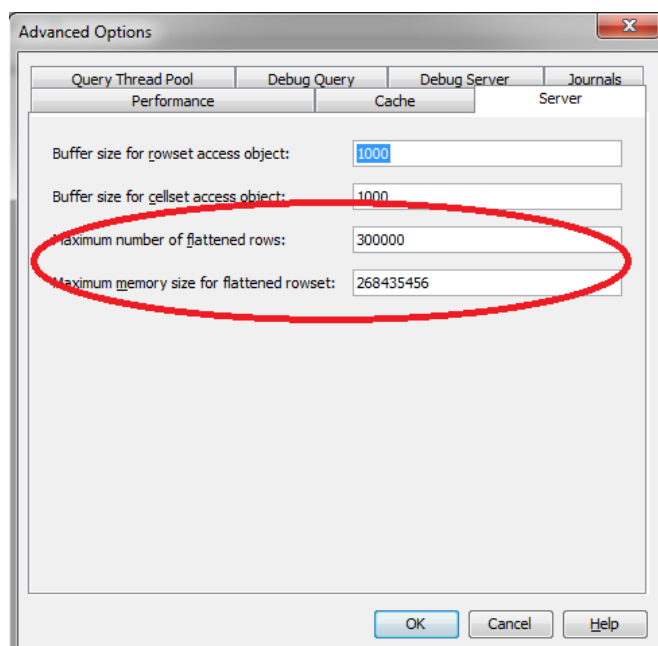 Advanced Options
Query Thread Pool Debug Query Debug Server Journals
Performance Cache Server
Buffer size for rowset access object: 1000
Buffer size for cellset access object: 1000
Maximum number of flattened rows: 300000
Maximum memory size for flattened rowset: 268435456
OK Cancel Help